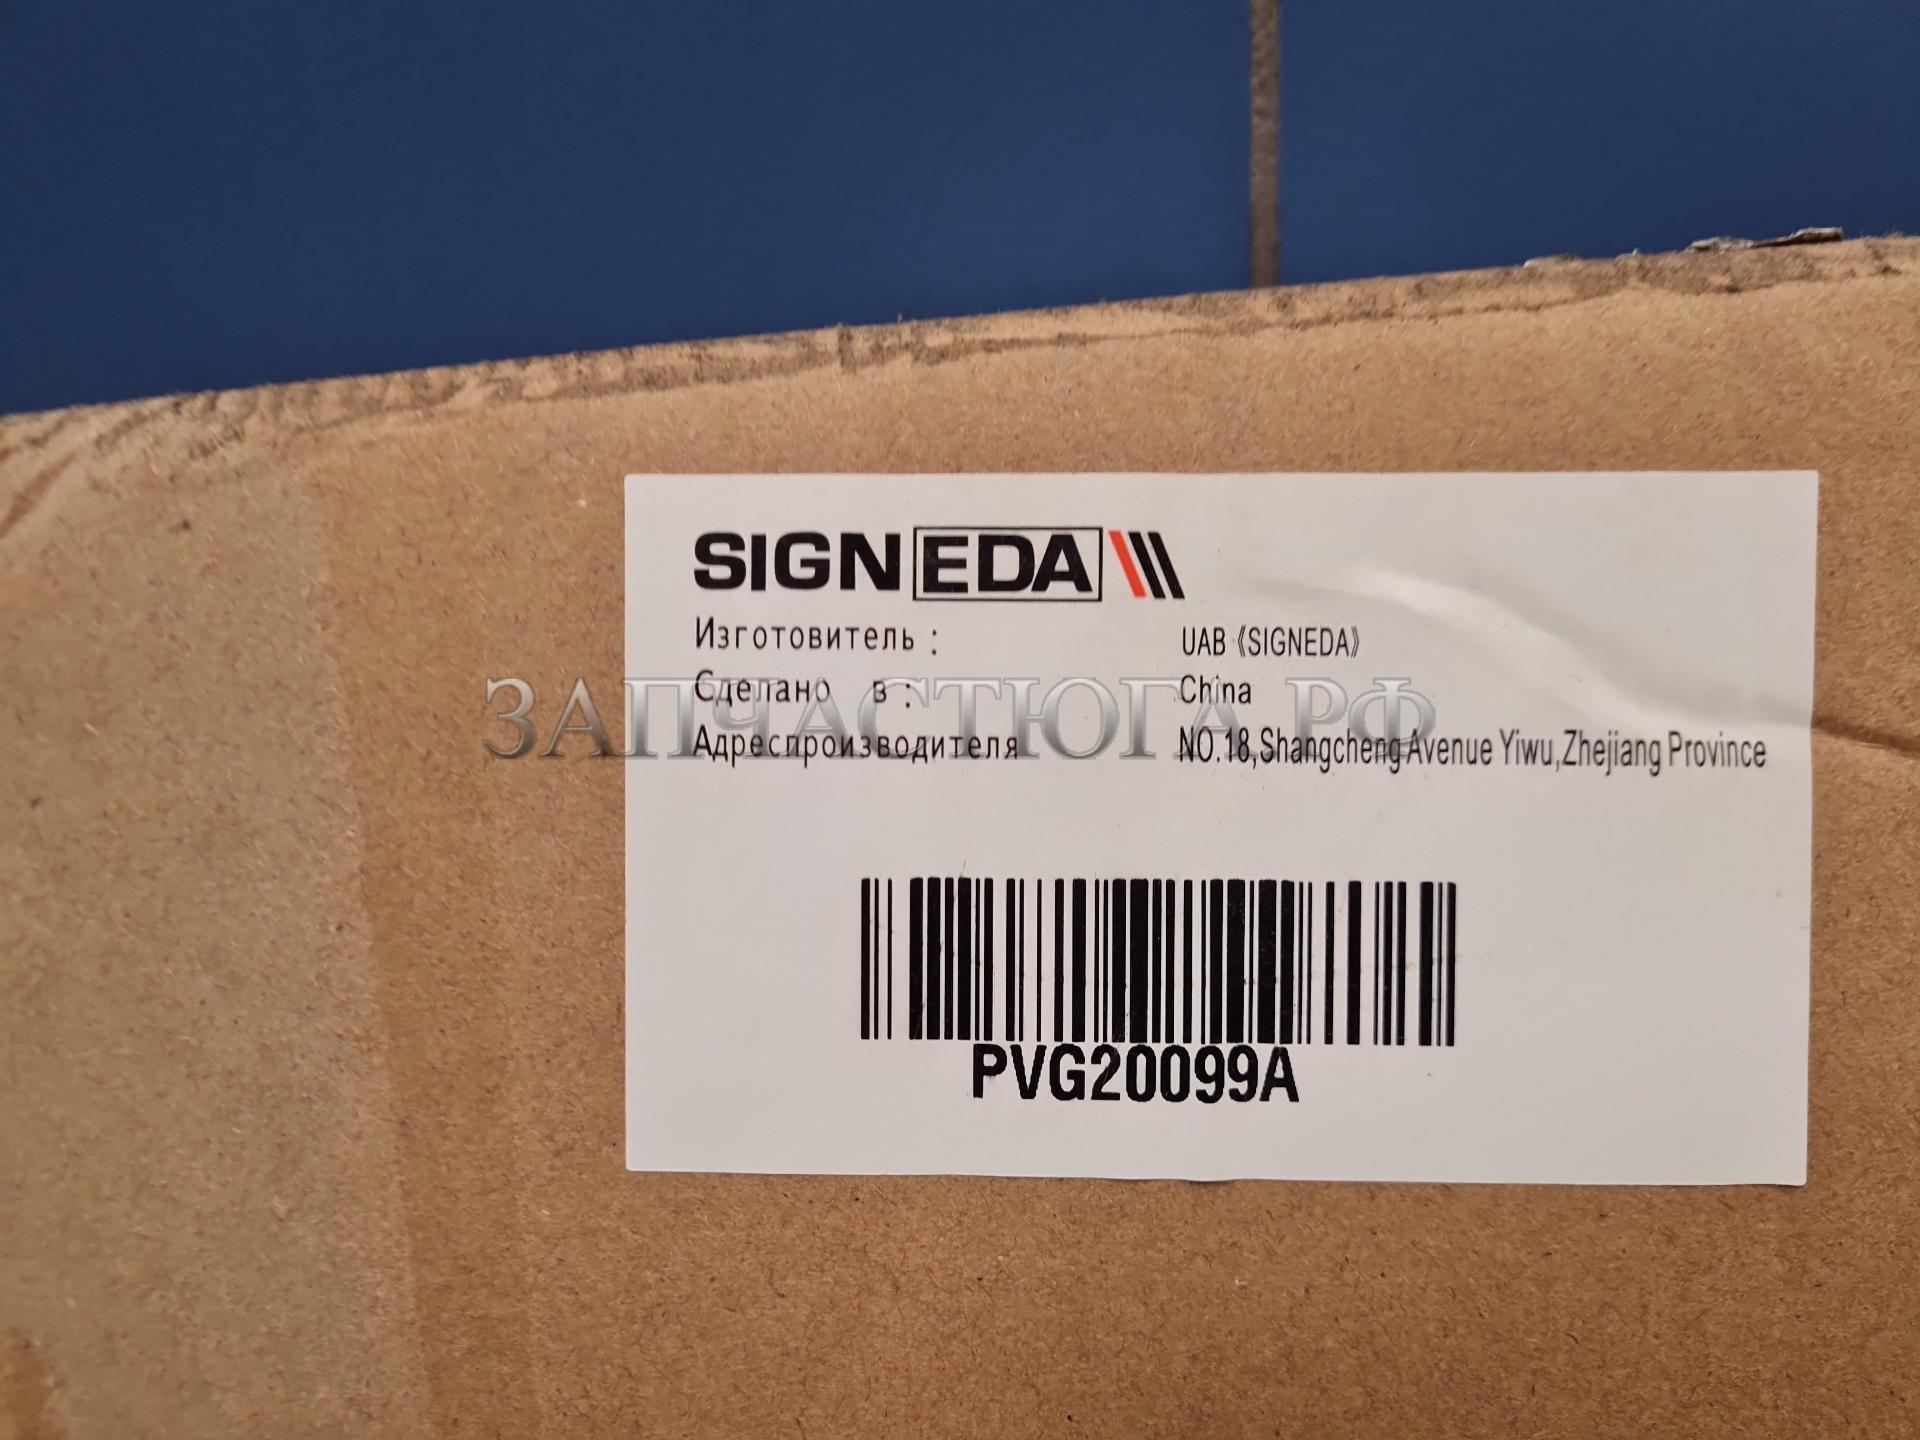 SIGNEDA
Изготовитель : UAB《SIGNEDA》
Сделано в : China
ЗАПЧАСТЮГА.РФ
Адреспроизводителя NO.18,Shangcheng Avenue Yiwu,Zhejiang Province
PVG20099A